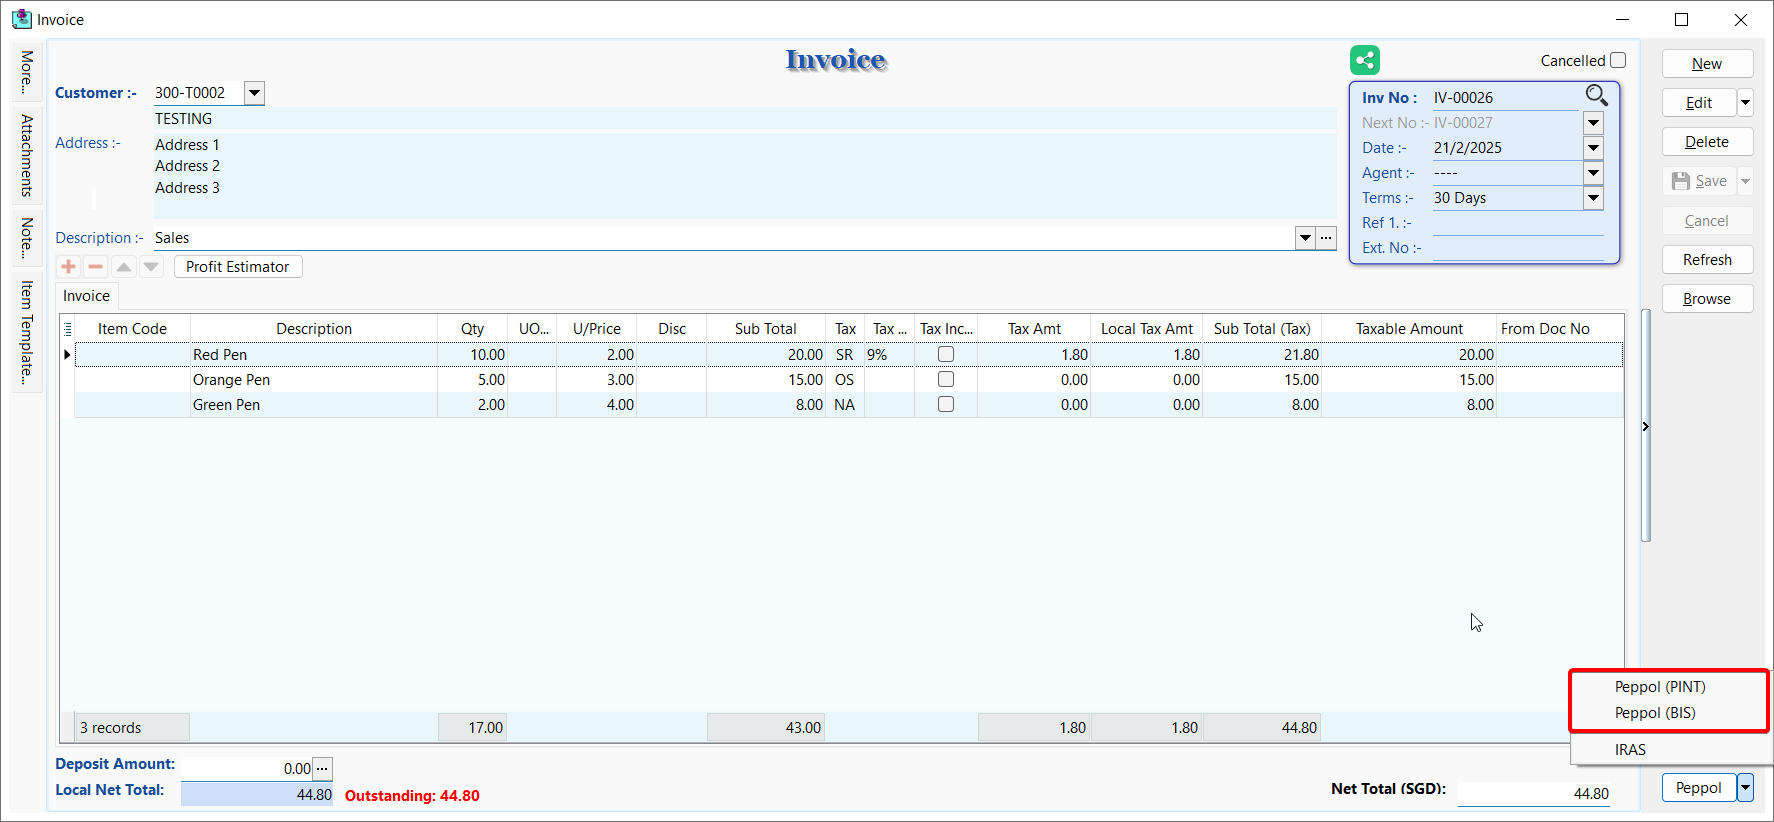 Invoice
More...
Attachments
Note...
Item Template...
Invoice
Cancelled
Customer :- 300-T0002
TESTING
Address :- Address 1
Address 2
Address 3
Description :- Sales
Inv No : IV-00026
Next No :- IV-00027
Date :- 21/2/2025
Agent :- ----
Terms :- 30 Days
Ref 1. :-
Ext. No :-
New
Edit
Delete
Save
Cancel
Refresh
Browse
Profit Estimator
Invoice
Item Code Description Qty UO... U/Price Disc Sub Total Tax Tax ... Tax Inc... Tax Amt Local Tax Amt Sub Total (Tax) Taxable Amount From Doc No
Red Pen 10.00 2.00 20.00 SR 9% 1.80 1.80 21.80 20.00
Orange Pen 5.00 3.00 15.00 OS 0.00 0.00 15.00 15.00
Green Pen 2.00 4.00 8.00 NA 0.00 0.00 8.00 8.00
3 records 17.00 43.00 1.80 1.80 44.80
Peppol (PINT)
Peppol (BIS)
IRAS
Peppol
Deposit Amount: 0.00 ...
Local Net Total: 44.80 Outstanding: 44.80
Net Total (SGD): 44.80